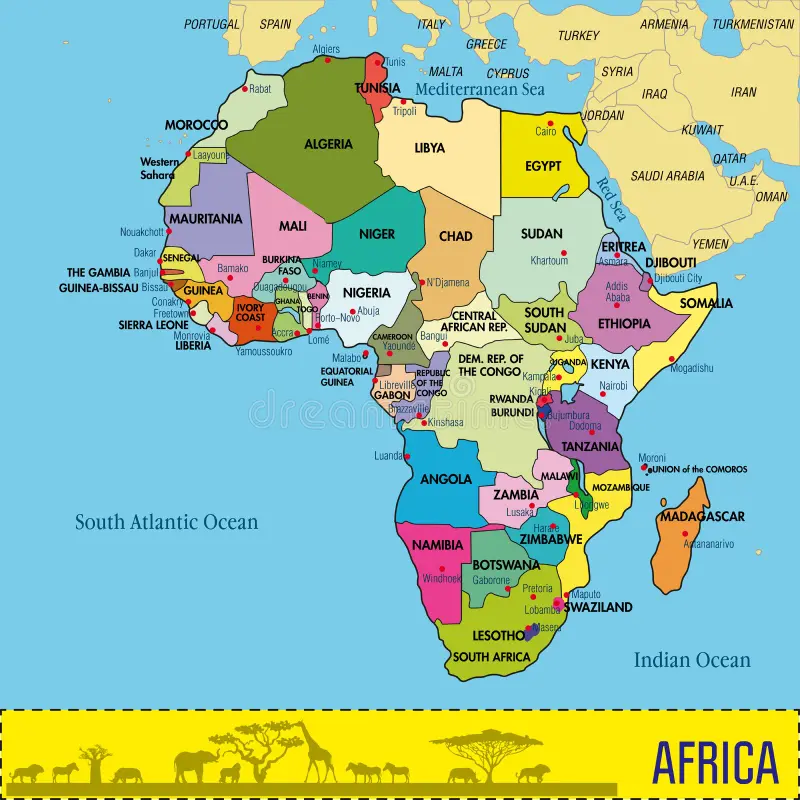 PORTUGAL
SPAIN
ITALY
GREECE
TURKEY
ARMENIA
TURKMENISTAN
MALTA
CYPRUS
SYRIA
IRAQ
IRAN
JORDAN
KUWAIT
QATAR
SAUDI ARABIA
U.A.E.
OMAN
YEMEN
Mediterranean Sea
Red Sea
Algiers
Tunis
TUNISIA
Rabat
Tripoli
MOROCCO
ALGERIA
LIBYA
Cairo
EGYPT
Western
Sahara
Laayoune
MAURITANIA
Nouakchott
MALI
NIGER
CHAD
SUDAN
Khartoum
ERITREA
Asmara
DJIBOUTI
Djibouti City
Dakar
SENEGAL
THE GAMBIA
Banjul
GUINEA-BISSAU
Bissau
GUINEA
Bamako
BURKINA
FASO
Ouagadougou
Niamey
N'Djamena
NIGERIA
Abuja
BENIN
GHANA
TOGO
Porto-Novo
Conakry
Freetown
SIERRA LEONE
IVORY
COAST
Monrovia
LIBERIA
Yamoussoukro
Accra
Lomé
CENTRAL
AFRICAN REP.
Bangui
SOUTH
SUDAN
Juba
Addis
Ababa
ETHIOPIA
SOMALIA
Mogadishu
CAMEROON
Yaoundé
Malabo
EQUATORIAL
GUINEA
Libreville
GABON
REPUBLIC
OF THE
CONGO
Brazzaville
Kinshasa
DEM. REP. OF
THE CONGO
UGANDA
Kampala
KENYA
Nairobi
Kigali
RWANDA
BURUNDI
Bujumbura
Dodoma
TANZANIA
Luanda
ANGOLA
ZAMBIA
Lusaka
MALAWI
Lilongwe
MOZAMBIQUE
Moroni
UNION of the COMOROS
MADAGASCAR
Antananarivo
Harare
ZIMBABWE
NAMIBIA
Windhoek
BOTSWANA
Gaborone
Pretoria
Maputo
Lobamba
SWAZILAND
LESOTHO
Maseru
SOUTH AFRICA
South Atlantic Ocean
Indian Ocean
dreamstime
AFRICA